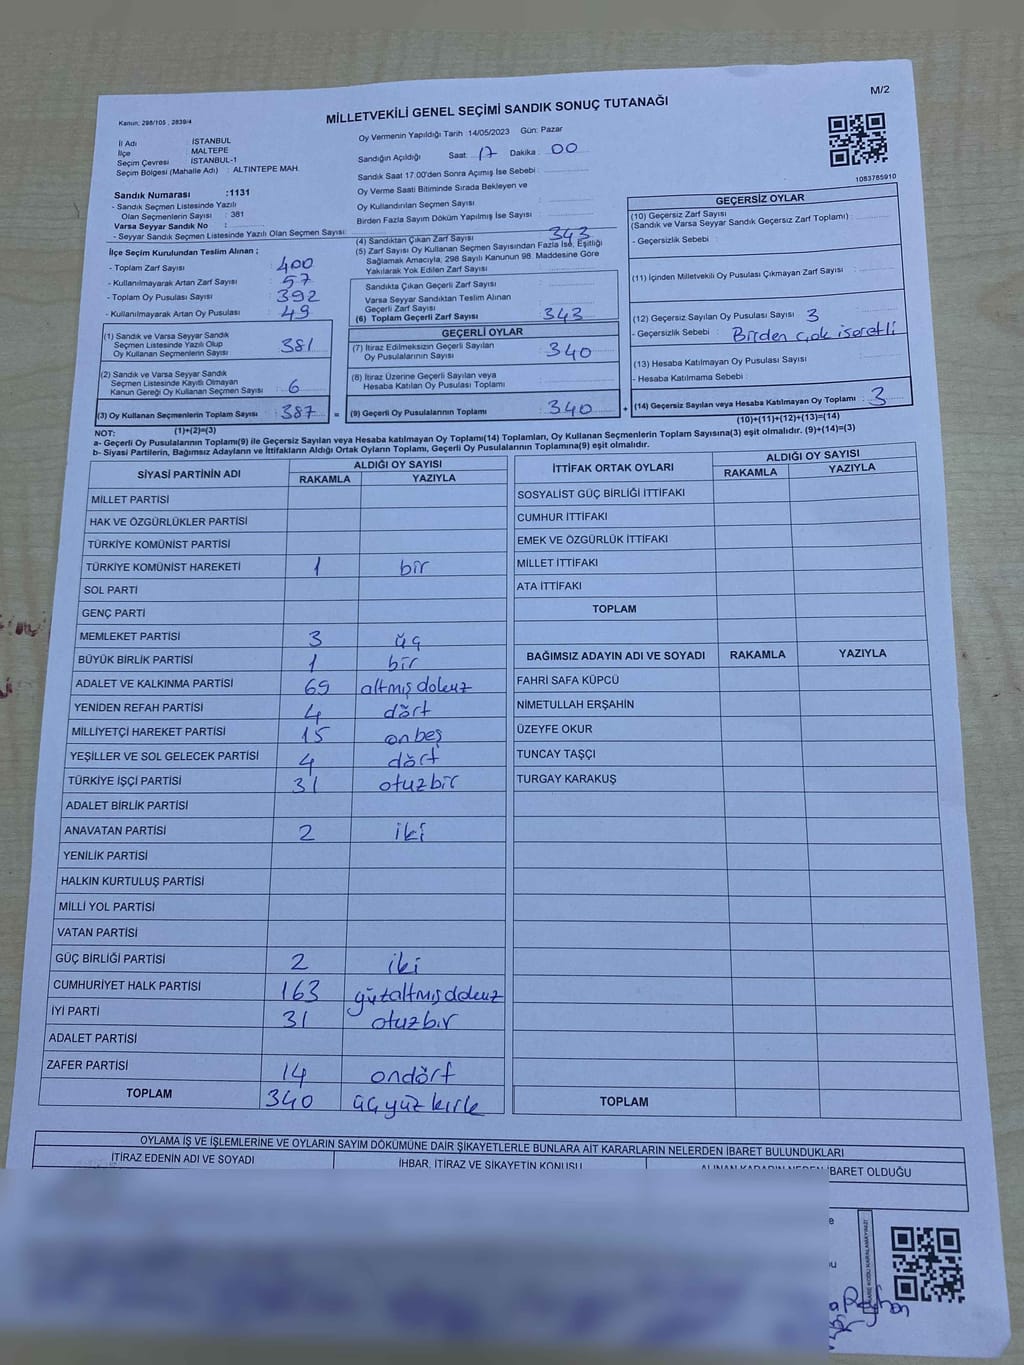 MİLLETVEKİLİ GENEL SEÇİMİ SANDIK SONUÇ TUTANAĞI
M/2
Kanun: 298/105 , 2839/4
İl Adı : İSTANBUL
İlçe : MALTEPE
Seçim Çevresi : İSTANBUL-1
Seçim Bölgesi (Mahalle Adı) : ALTINTEPE MAH.
Sandık Numarası :1131
- Sandık Seçmen Listesinde Yazılı
Olan Seçmenlerin Sayısı : 381
Varsa Seyyar Sandık No :
- Seyyar Sandık Seçmen Listesinde Yazılı Olan Seçmen Sayısı:
Oy Vermenin Yapıldığı Tarih 14/05/2023 Gün: Pazar
Sandığın Açıldığı Saat: 17 Dakika : 00
Sandık Saat 17.00'den Sonra Açımış İse Sebebi :
Oy Verme Saati Bitiminde Sırada Bekleyen ve
Oy Kullandırılan Seçmen Sayısı :
Birden Fazla Sayım Döküm Yapılmış İse Sayısı :
1083785910
İlçe Seçim Kurulundan Teslim Alınan ;
- Toplam Zarf Sayısı : 400
- Kullanılmayarak Artan Zarf Sayısı : 57
- Toplam Oy Pusulası Sayısı : 392
- Kullanılmayarak Artan Oy Pusulası : 49
(1) Sandık ve Varsa Seyyar Sandık
Seçmen Listesinde Yazılı Olup
Oy Kullanan Seçmenlerin Sayısı : 381
(2) Sandık ve Varsa Seyyar Sandık
Seçmen Listesinde Kayıtlı Olmayan
Kanun Gereği Oy Kullanan Seçmen Sayısı : 6
(3) Oy Kullanan Seçmenlerin Toplam Sayısı : 387 =
(1)+(2)=(3)
(4) Sandıktan Çıkan Zarf Sayısı : 343
(5) Zarf Sayısı Oy Kullanan Seçmen Sayısından Fazla İse, Eşitliği
Sağlamak Amacıyla, 298 Sayılı Kanunun 98. Maddesine Göre
Yakılarak Yok Edilen Zarf Sayısı :
Sandıkta Çıkan Geçerli Zarf Sayısı :
Varsa Seyyar Sandıktan Teslim Alınan
Geçerli Zarf Sayısı :
(6) Toplam Geçerli Zarf Sayısı : 343
GEÇERLİ OYLAR
(7) İtiraz Edilmeksizin Geçerli Sayılan
Oy Pusulalarının Sayısı : 340
(8) İtiraz Üzerine Geçerli Sayılan veya
Hesaba Katılan Oy Pusulası Toplamı :
(9) Geçerli Oy Pusulalarının Toplamı : 340 +
GEÇERSİZ OYLAR
(10) Geçersiz Zarf Sayısı
(Sandık ve Varsa Seyyar Sandık Geçersiz Zarf Toplamı) :
- Geçersizlik Sebebi :
(11) İçinden Milletvekili Oy Pusulası Çıkmayan Zarf Sayısı :
(12) Geçersiz Sayılan Oy Pusulası Sayısı : 3
- Geçersizlik Sebebi : Birden çok işaretli
(13) Hesaba Katılmayan Oy Pusulası Sayısı :
- Hesaba Katılmama Sebebi :
(14) Geçersiz Sayılan veya Hesaba Katılmayan Oy Toplamı : 3
(10)+(11)+(12)+(13)=(14)
NOT:
a- Geçerli Oy Pusulalarının Toplamı(9) ile Geçersiz Sayılan veya Hesaba katılmayan Oy Toplamı(14) Toplamları, Oy Kullanan Seçmenlerin Toplam Sayısına(3) eşit olmalıdır. (9)+(14)=(3)
b- Siyasi Partilerin, Bağımsız Adayların ve İttifakların Aldığı Ortak Oyların Toplamı, Geçerli Oy Pusulalarının Toplamına(9) eşit olmalıdır.
SİYASİ PARTİNİN ADI ALDIĞI OY SAYISI
RAKAMLA YAZIYLA
MİLLET PARTİSİ
HAK VE ÖZGÜRLÜKLER PARTİSİ
TÜRKİYE KOMÜNİST PARTİSİ
TÜRKİYE KOMÜNİST HAREKETİ 1 bir
SOL PARTİ
GENÇ PARTİ
MEMLEKET PARTİSİ 3 üç
BÜYÜK BİRLİK PARTİSİ 1 bir
ADALET VE KALKINMA PARTİSİ 69 altmışdokuz
YENİDEN REFAH PARTİSİ 4 dört
MİLLİYETÇİ HAREKET PARTİSİ 15 onbeş
YEŞİLLER VE SOL GELECEK PARTİSİ 4 dört
TÜRKİYE İŞÇİ PARTİSİ 31 otuzbir
ADALET BİRLİK PARTİSİ
ANAVATAN PARTİSİ 2 iki
YENİLİK PARTİSİ
HALKIN KURTULUŞ PARTİSİ
MİLLİ YOL PARTİSİ
VATAN PARTİSİ
GÜÇ BİRLİĞİ PARTİSİ 2 iki
CUMHURİYET HALK PARTİSİ 163 yüzaltmışdokuz
İYİ PARTİ 31 otuzbir
ADALET PARTİSİ
ZAFER PARTİSİ 14 ondört
TOPLAM 340 üçyüz kırk
İTTİFAK ORTAK OYLARI ALDIĞI OY SAYISI
RAKAMLA YAZIYLA
SOSYALİST GÜÇ BİRLİĞİ İTTİFAKI
CUMHUR İTTİFAKI
EMEK VE ÖZGÜRLÜK İTTİFAKI
MİLLET İTTİFAKI
ATA İTTİFAKI
TOPLAM
BAĞIMSIZ ADAYIN ADI VE SOYADI RAKAMLA YAZIYLA
FAHRİ SAFA KÜPCÜ
NİMETULLAH ERŞAHİN
ÜZEYFE OKUR
TUNCAY TAŞÇI
TURGAY KARAKUŞ
TOPLAM
OYLAMA İŞ VE İŞLEMLERİNE VE OYLARIN SAYIM DÖKÜMÜNE DAİR ŞİKAYETLERLE BUNLARA AİT KARARLARIN NELERDEN İBARET BULUNDUKLARI
İTİRAZ EDENİN ADI VE SOYADI İHBAR, İTİRAZ VE ŞİKAYETİN KONUSU ALINAN KARARIN NEDEN İBARET OLDUĞU